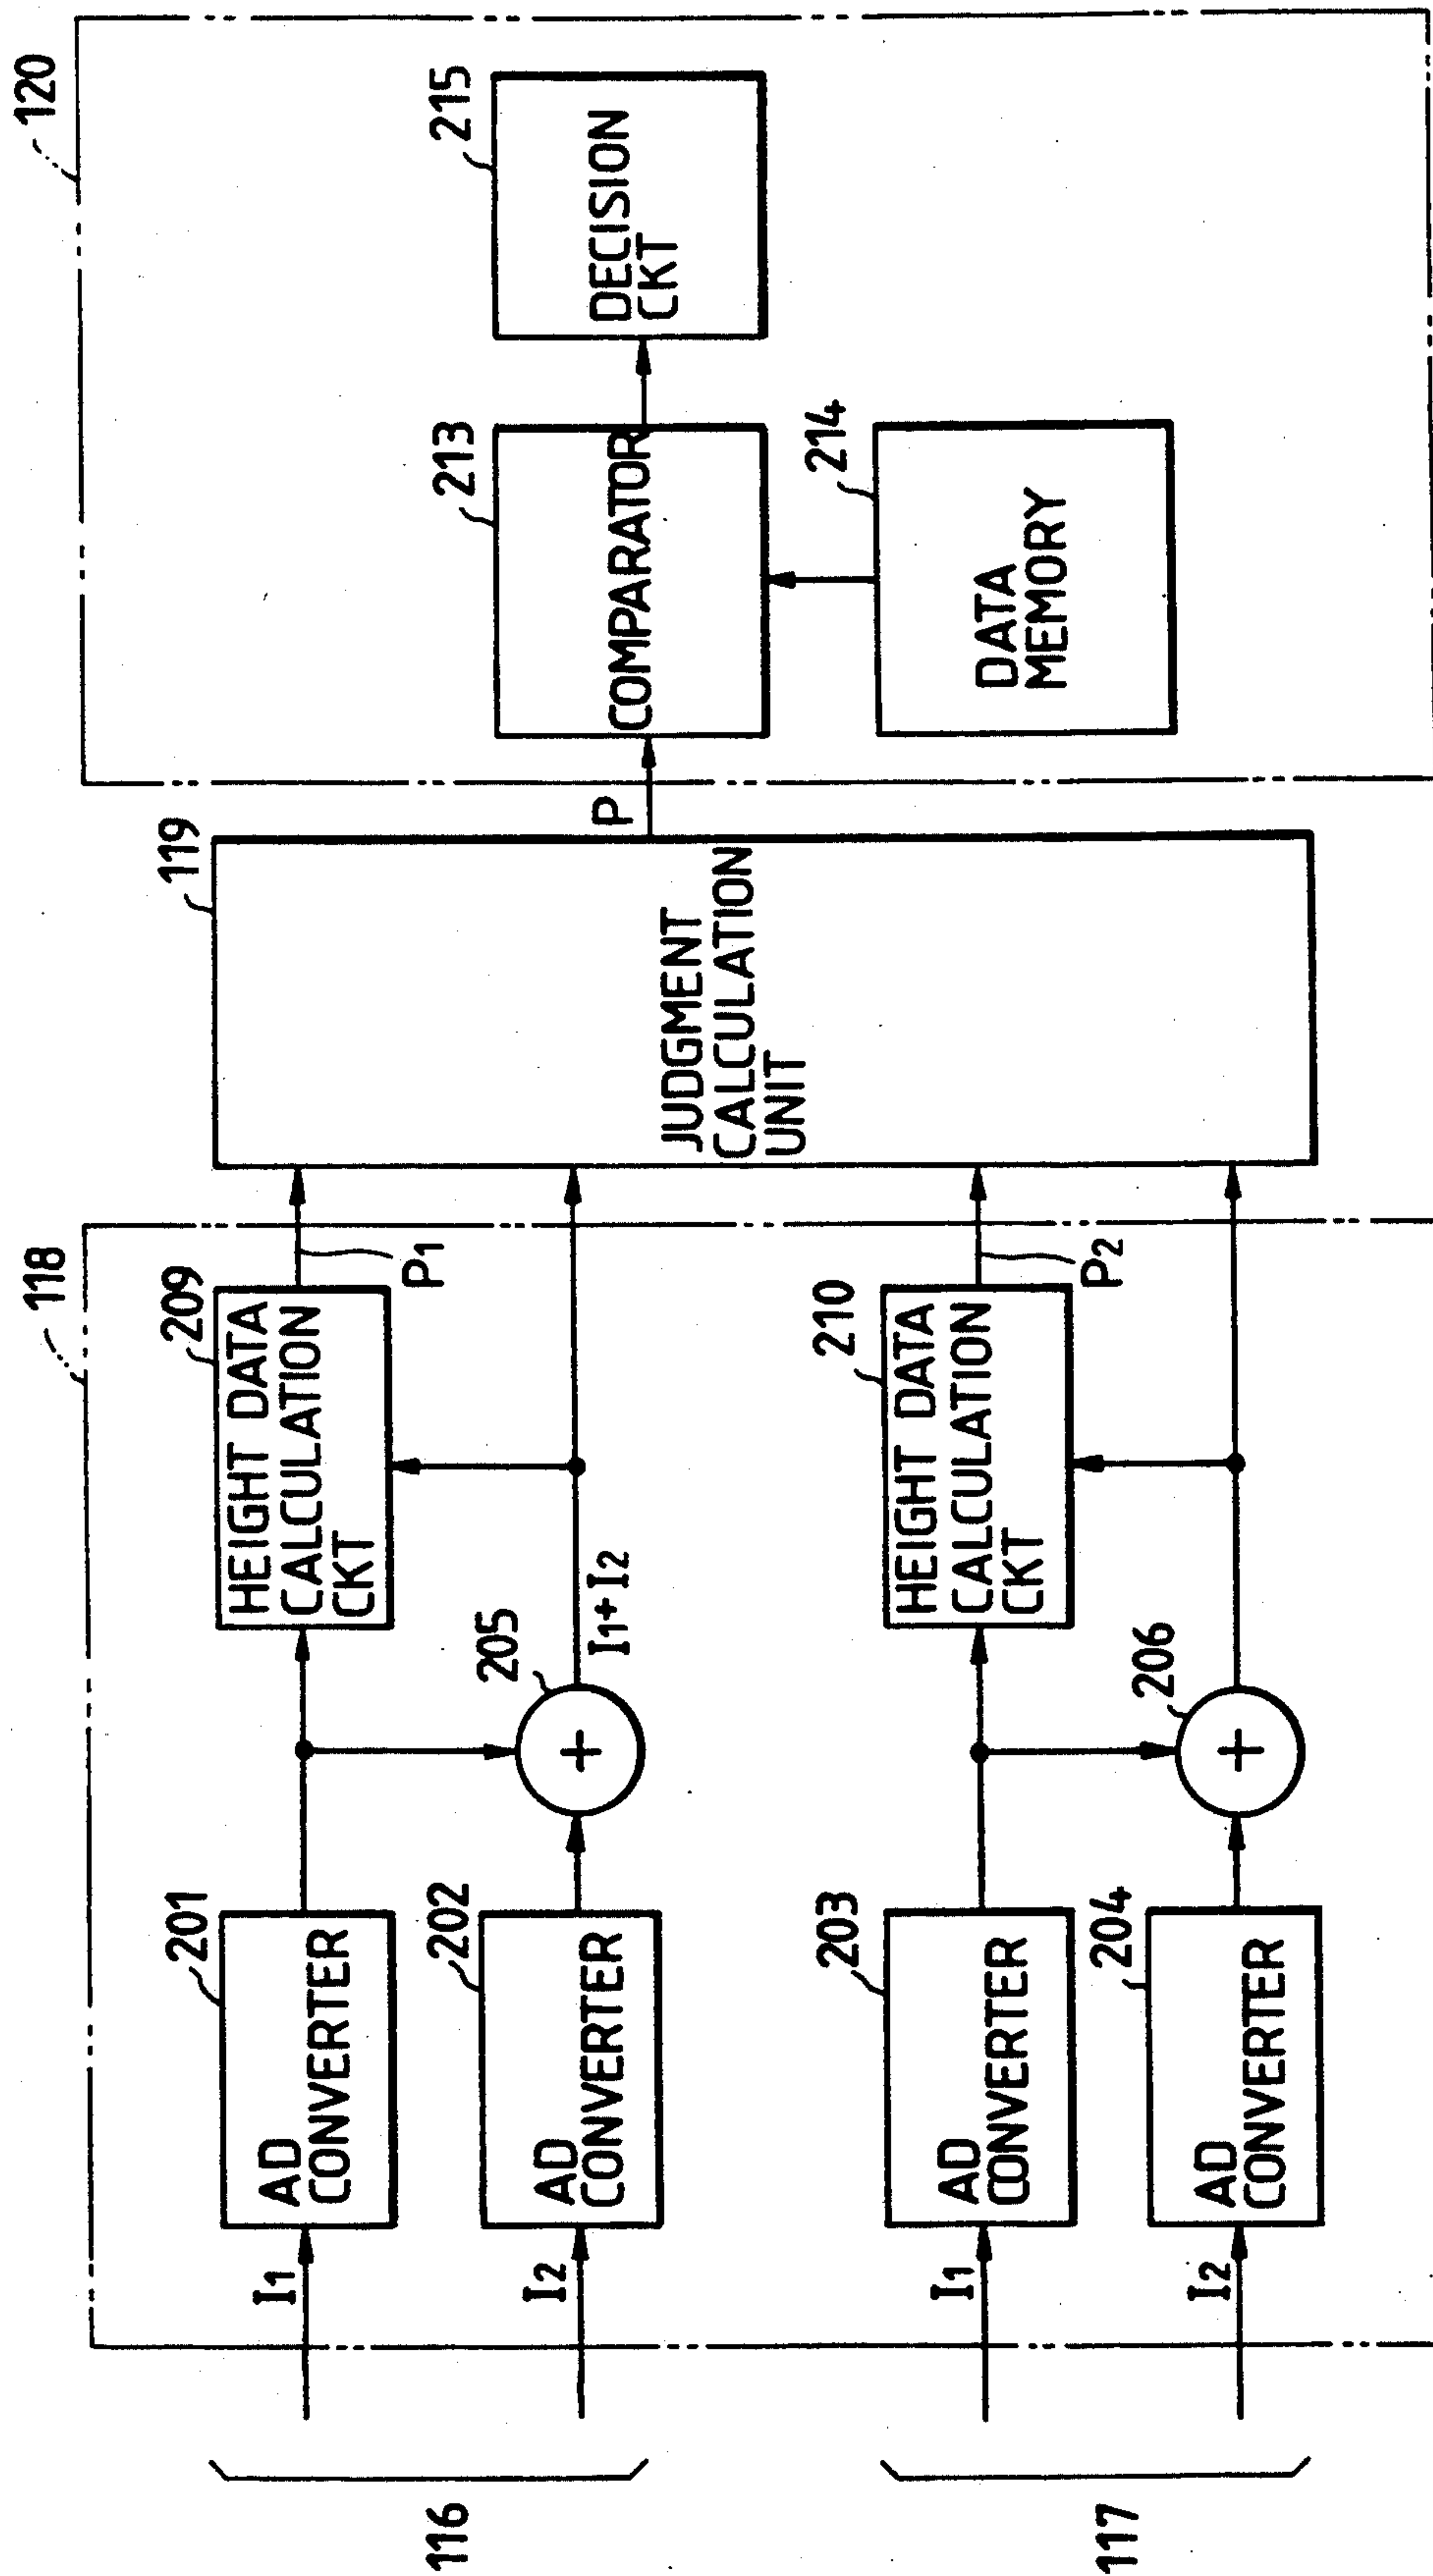 116
117
118
I1
AD
CONVERTER
201
I2
AD
CONVERTER
202
205
+
I1+I2
HEIGHT DATA
CALCULATION
CKT
209
P1
I1
AD
CONVERTER
203
I2
AD
CONVERTER
204
206
+
HEIGHT DATA
CALCULATION
CKT
210
P2
119
JUDGMENT
CALCULATION
UNIT
P
120
213
COMPARATOR
214
DATA
MEMORY
215
DECISION
CKT